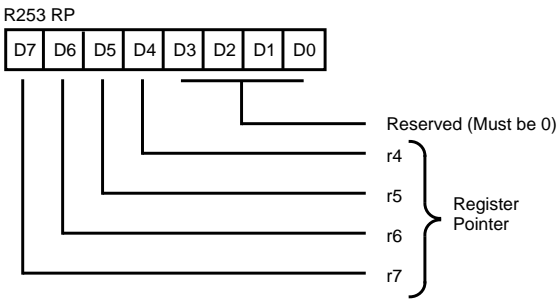 R253 RP
D7 D6 D5 D4 D3 D2 D1 D0
Reserved (Must be 0)
r4
r5
r6
r7
Register
Pointer